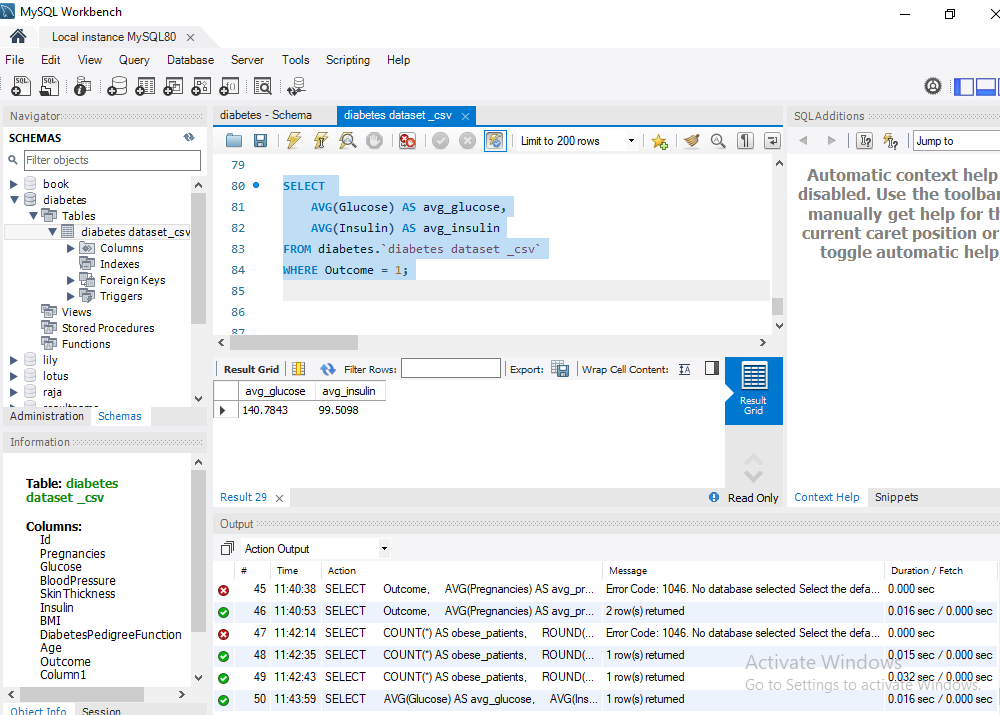 MySQL Workbench
Local instance MySQL80
File Edit View Query Database Server Tools Scripting Help
Navigator
SCHEMAS
Filter objects
book
diabetes
Tables
diabetes dataset_csv
Columns
Indexes
Foreign Keys
Triggers
Views
Stored Procedures
Functions
lily
lotus
raja
Administration Schemas
Information
Table: diabetes
dataset _csv
Columns:
Id
Pregnancies
Glucose
BloodPressure
SkinThickness
Insulin
BMI
DiabetesPedigreeFunction
Age
Outcome
Column1
Object Info Session
diabetes - Schema diabetes dataset _csv
Limit to 200 rows
79
80 SELECT
81 AVG(Glucose) AS avg_glucose,
82 AVG(Insulin) AS avg_insulin
83 FROM diabetes.`diabetes dataset _csv`
84 WHERE Outcome = 1;
85
86
87
Result Grid Filter Rows: Export: Wrap Cell Content:
avg_glucose avg_insulin
140.7843 99.5098
Result
Grid
Result 29 Read Only
SQLAdditions
Jump to
Automatic context help
disabled. Use the toolbar
manually get help for th
current caret position or
toggle automatic help
Context Help Snippets
Output
Action Output
# Time Action Message Duration / Fetch
45 11:40:38 SELECT Outcome, AVG(Pregnancies) AS avg_pr... Error Code: 1046. No database selected Select the defa... 0.000 sec
46 11:40:53 SELECT Outcome, AVG(Pregnancies) AS avg_pr... 2 row(s) returned 0.016 sec / 0.000 sec
47 11:42:14 SELECT COUNT(*) AS obese_patients, ROUND(... Error Code: 1046. No database selected Select the defa... 0.000 sec
48 11:42:35 SELECT COUNT(*) AS obese_patients, ROUND(... 1 row(s) returned 0.015 sec / 0.000 sec
49 11:42:43 SELECT COUNT(*) AS obese_patients, ROUND(... 1 row(s) returned 0.032 sec / 0.000 sec
50 11:43:59 SELECT AVG(Glucose) AS avg_glucose, AVG(Ins... 1 row(s) returned 0.016 sec / 0.000 sec
Activate Windows
Go to Settings to activate Windows.